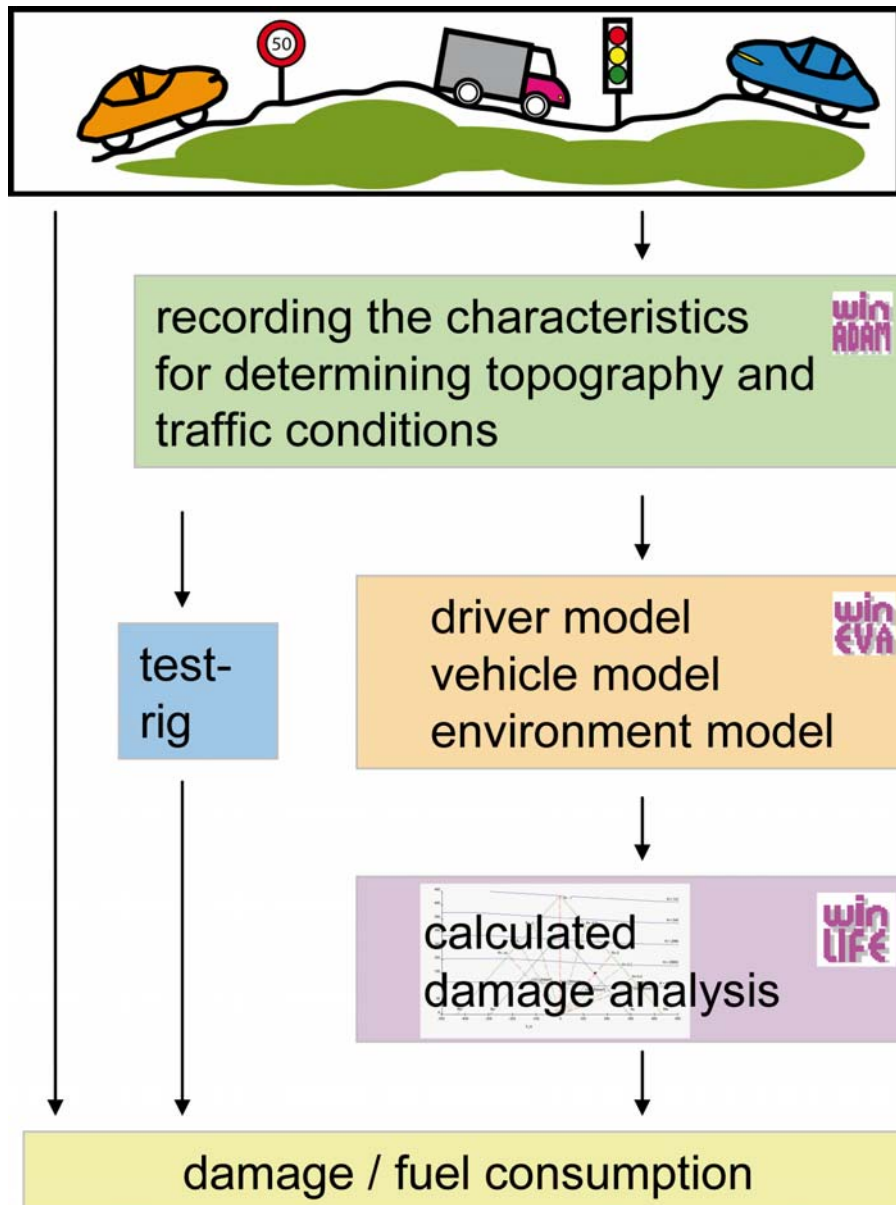 50
recording the characteristics
for determining topography and
traffic conditions
win
ADAM
test-
rig
driver model
vehicle model
environment model
win
EVA
calculated
damage analysis
win
LIFE
damage / fuel consumption